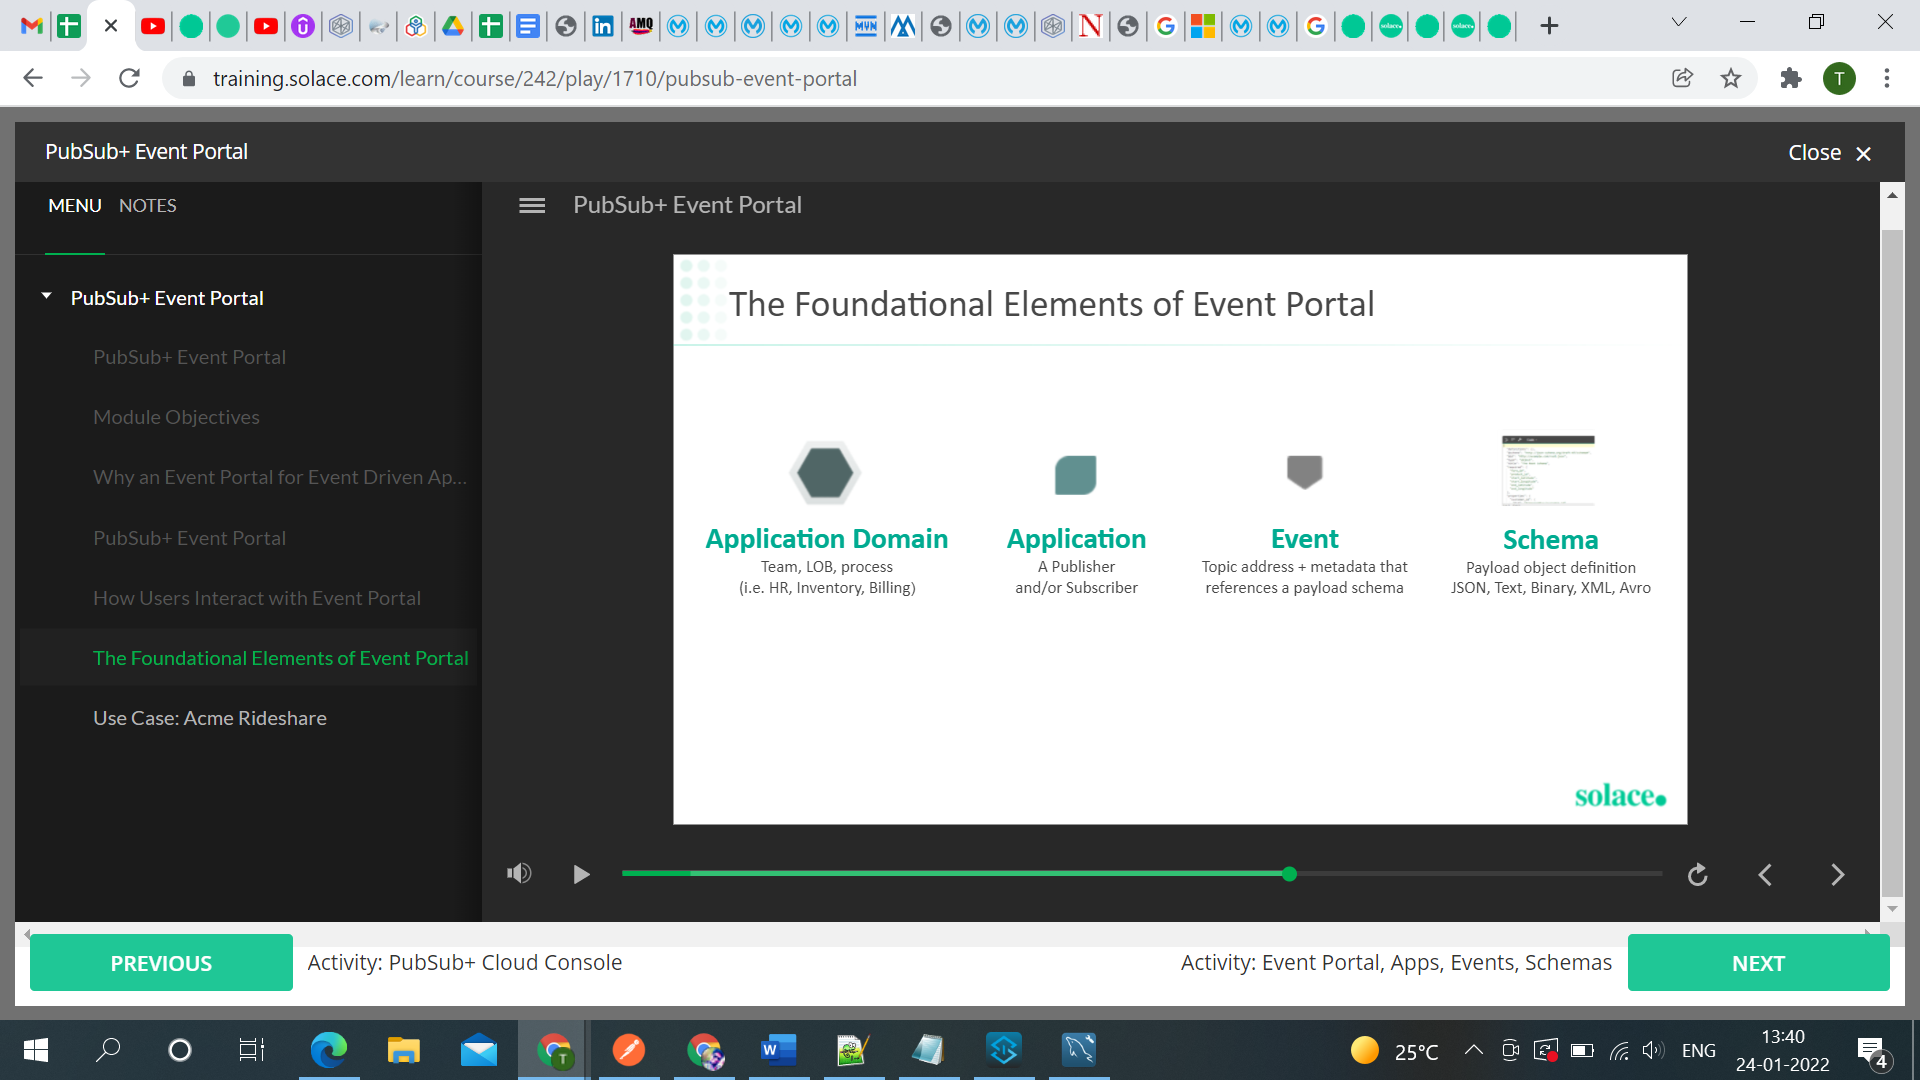 training.solace.com/learn/course/242/play/1710/pubsub-event-portal
T
PubSub+ Event Portal
Close ×
MENU NOTES
PubSub+ Event Portal
PubSub+ Event Portal
PubSub+ Event Portal
Module Objectives
Why an Event Portal for Event Driven Ap...
PubSub+ Event Portal
How Users Interact with Event Portal
The Foundational Elements of Event Portal
Use Case: Acme Rideshare
The Foundational Elements of Event Portal
Application Domain
Team, LOB, process
(i.e. HR, Inventory, Billing)
Application
A Publisher
and/or Subscriber
Event
Topic address + metadata that
references a payload schema
Schema
Payload object definition
JSON, Text, Binary, XML, Avro
solace
PREVIOUS
Activity: PubSub+ Cloud Console
Activity: Event Portal, Apps, Events, Schemas
NEXT
25°C
ENG
13:40
24-01-2022
4